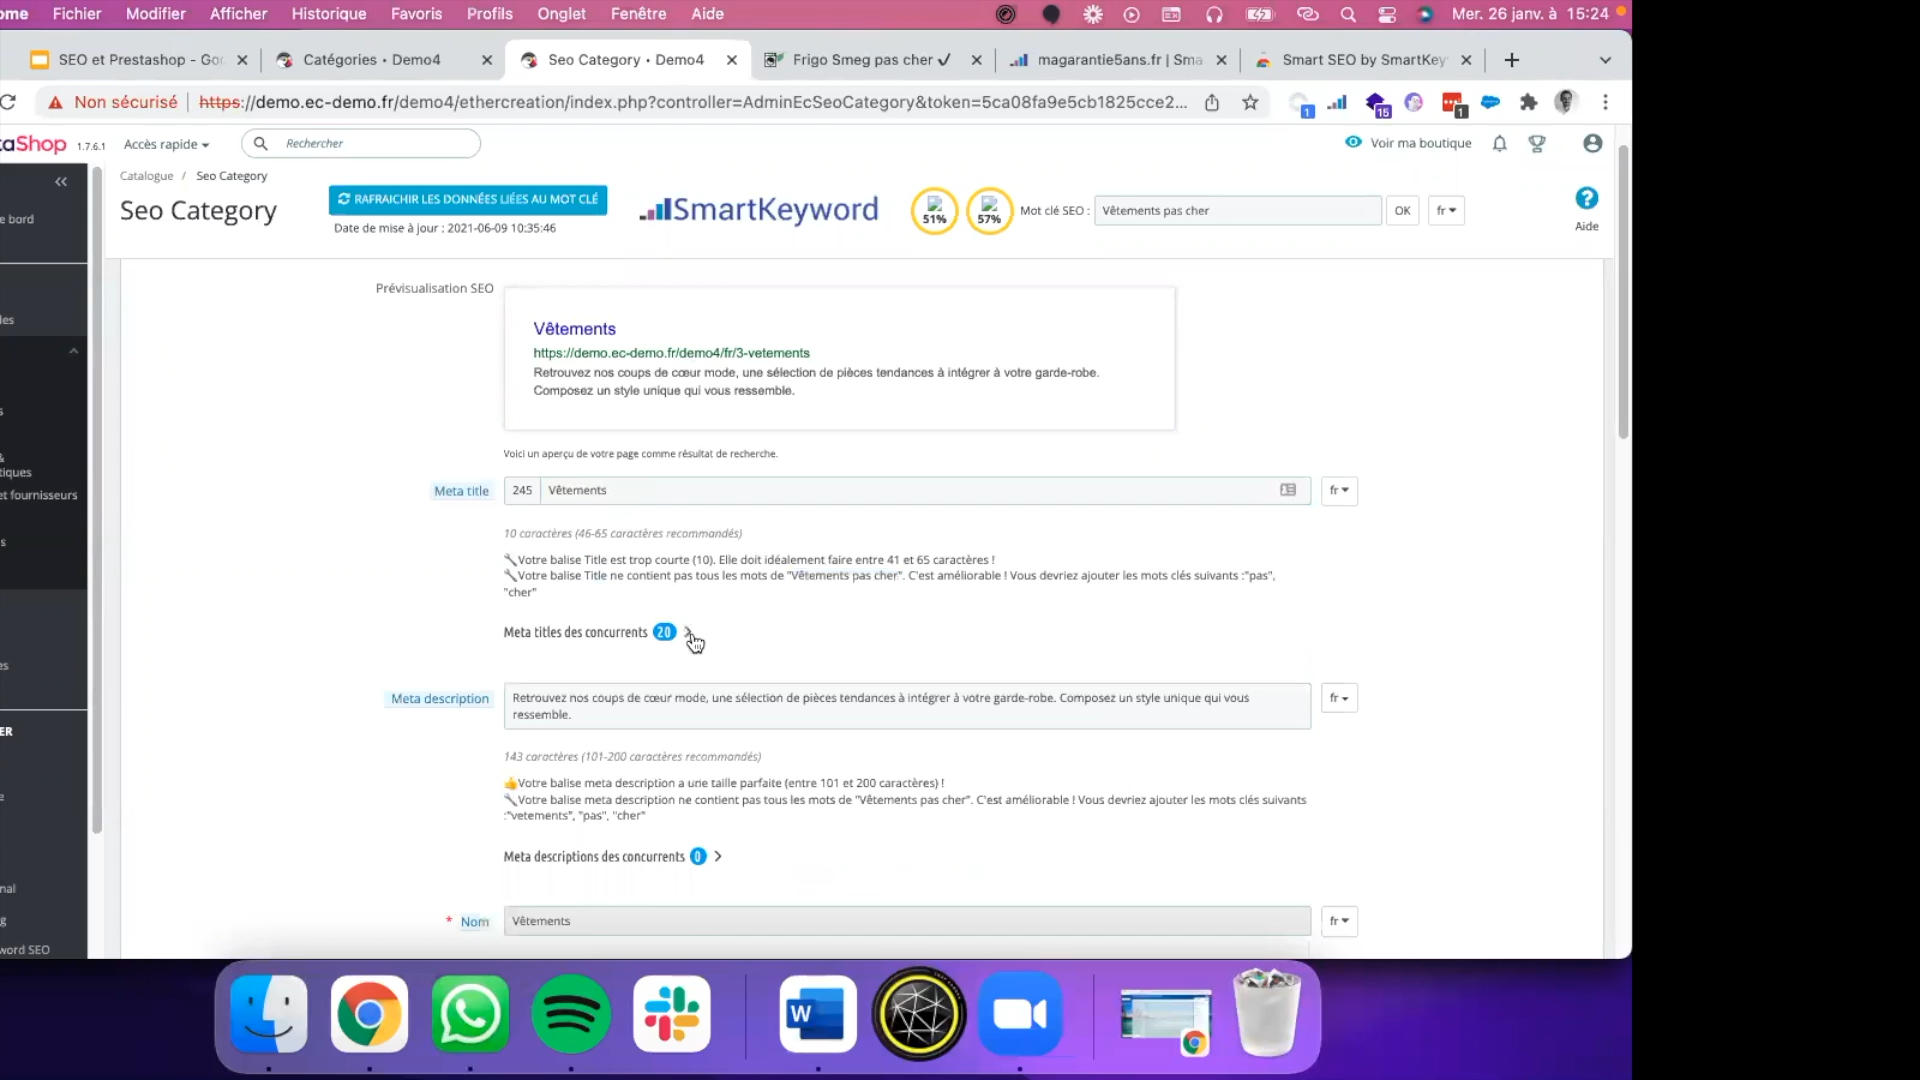 ome Fichier Modifier Afficher Historique Favoris Profils Onglet Fenêtre Aide Mer. 26 janv. à 15:24
SEO et Prestashop - Goo Catégories • Demo4 Seo Category • Demo4 Frigo Smeg pas cher ✓ magarantie5ans.fr | Sma Smart SEO by SmartKey
Non sécurisé https://demo.ec-demo.fr/demo4/ethercreation/index.php?controller=AdminEcSeoCategory&token=5ca08fa9e5cb1825cce2... 1 15 1
taShop 1.7.6.1 Accès rapide Rechercher Voir ma boutique
Catalogue / Seo Category
Seo Category
RAFRAICHIR LES DONNÉES LIÉES AU MOT CLÉ
Date de mise à jour : 2021-06-09 10:35:46
SmartKeyword
51% 57% Mot clé SEO : Vêtements pas cher OK fr
Aide
e bord
les
s
&
tiques
et fournisseurs
s
es
ER
e
nal
g
word SEO
Prévisualisation SEO
Vêtements
https://demo.ec-demo.fr/demo4/fr/3-vetements
Retrouvez nos coups de cœur mode, une sélection de pièces tendances à intégrer à votre garde-robe.
Composez un style unique qui vous ressemble.
Voici un aperçu de votre page comme résultat de recherche.
Meta title 245 Vêtements fr
10 caractères (46-65 caractères recommandés)
Votre balise Title est trop courte (10). Elle doit idéalement faire entre 41 et 65 caractères !
Votre balise Title ne contient pas tous les mots de "Vêtements pas cher". C'est améliorable ! Vous devriez ajouter les mots clés suivants :"pas",
"cher"
Meta titles des concurrents 20
Meta description Retrouvez nos coups de cœur mode, une sélection de pièces tendances à intégrer à votre garde-robe. Composez un style unique qui vous fr
ressemble.
143 caractères (101-200 caractères recommandés)
👍Votre balise meta description a une taille parfaite (entre 101 et 200 caractères) !
Votre balise meta description ne contient pas tous les mots de "Vêtements pas cher". C'est améliorable ! Vous devriez ajouter les mots clés suivants
:"vetements", "pas", "cher"
Meta descriptions des concurrents 0
* Nom Vêtements fr
W